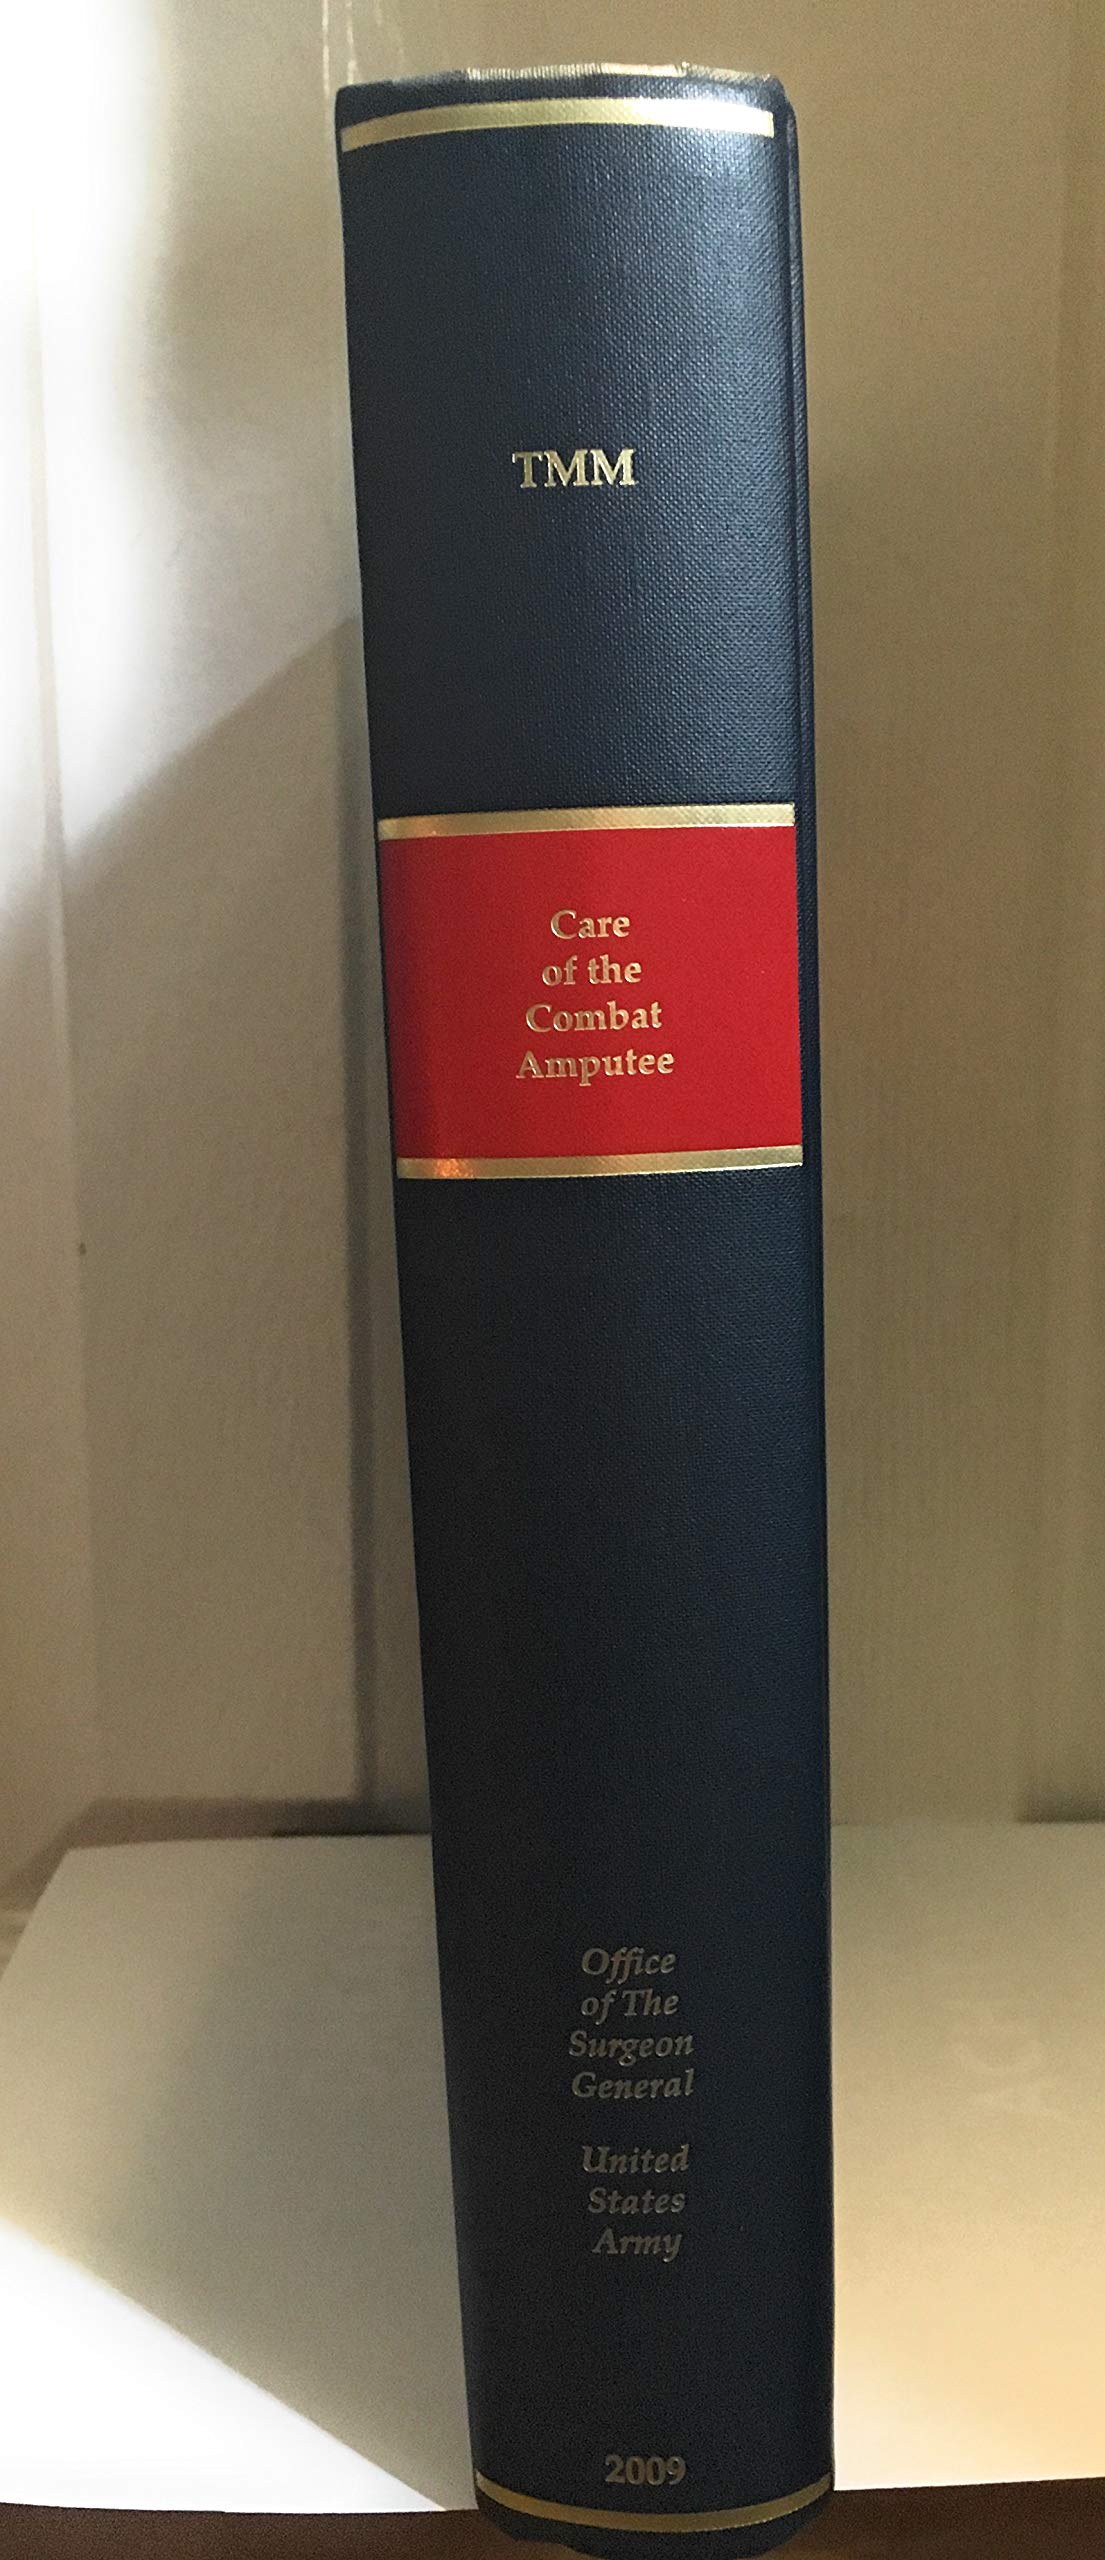 TMM
Care
of the
Combat
Amputee
Office
of The
Surgeon
General
United
States
Army
2009